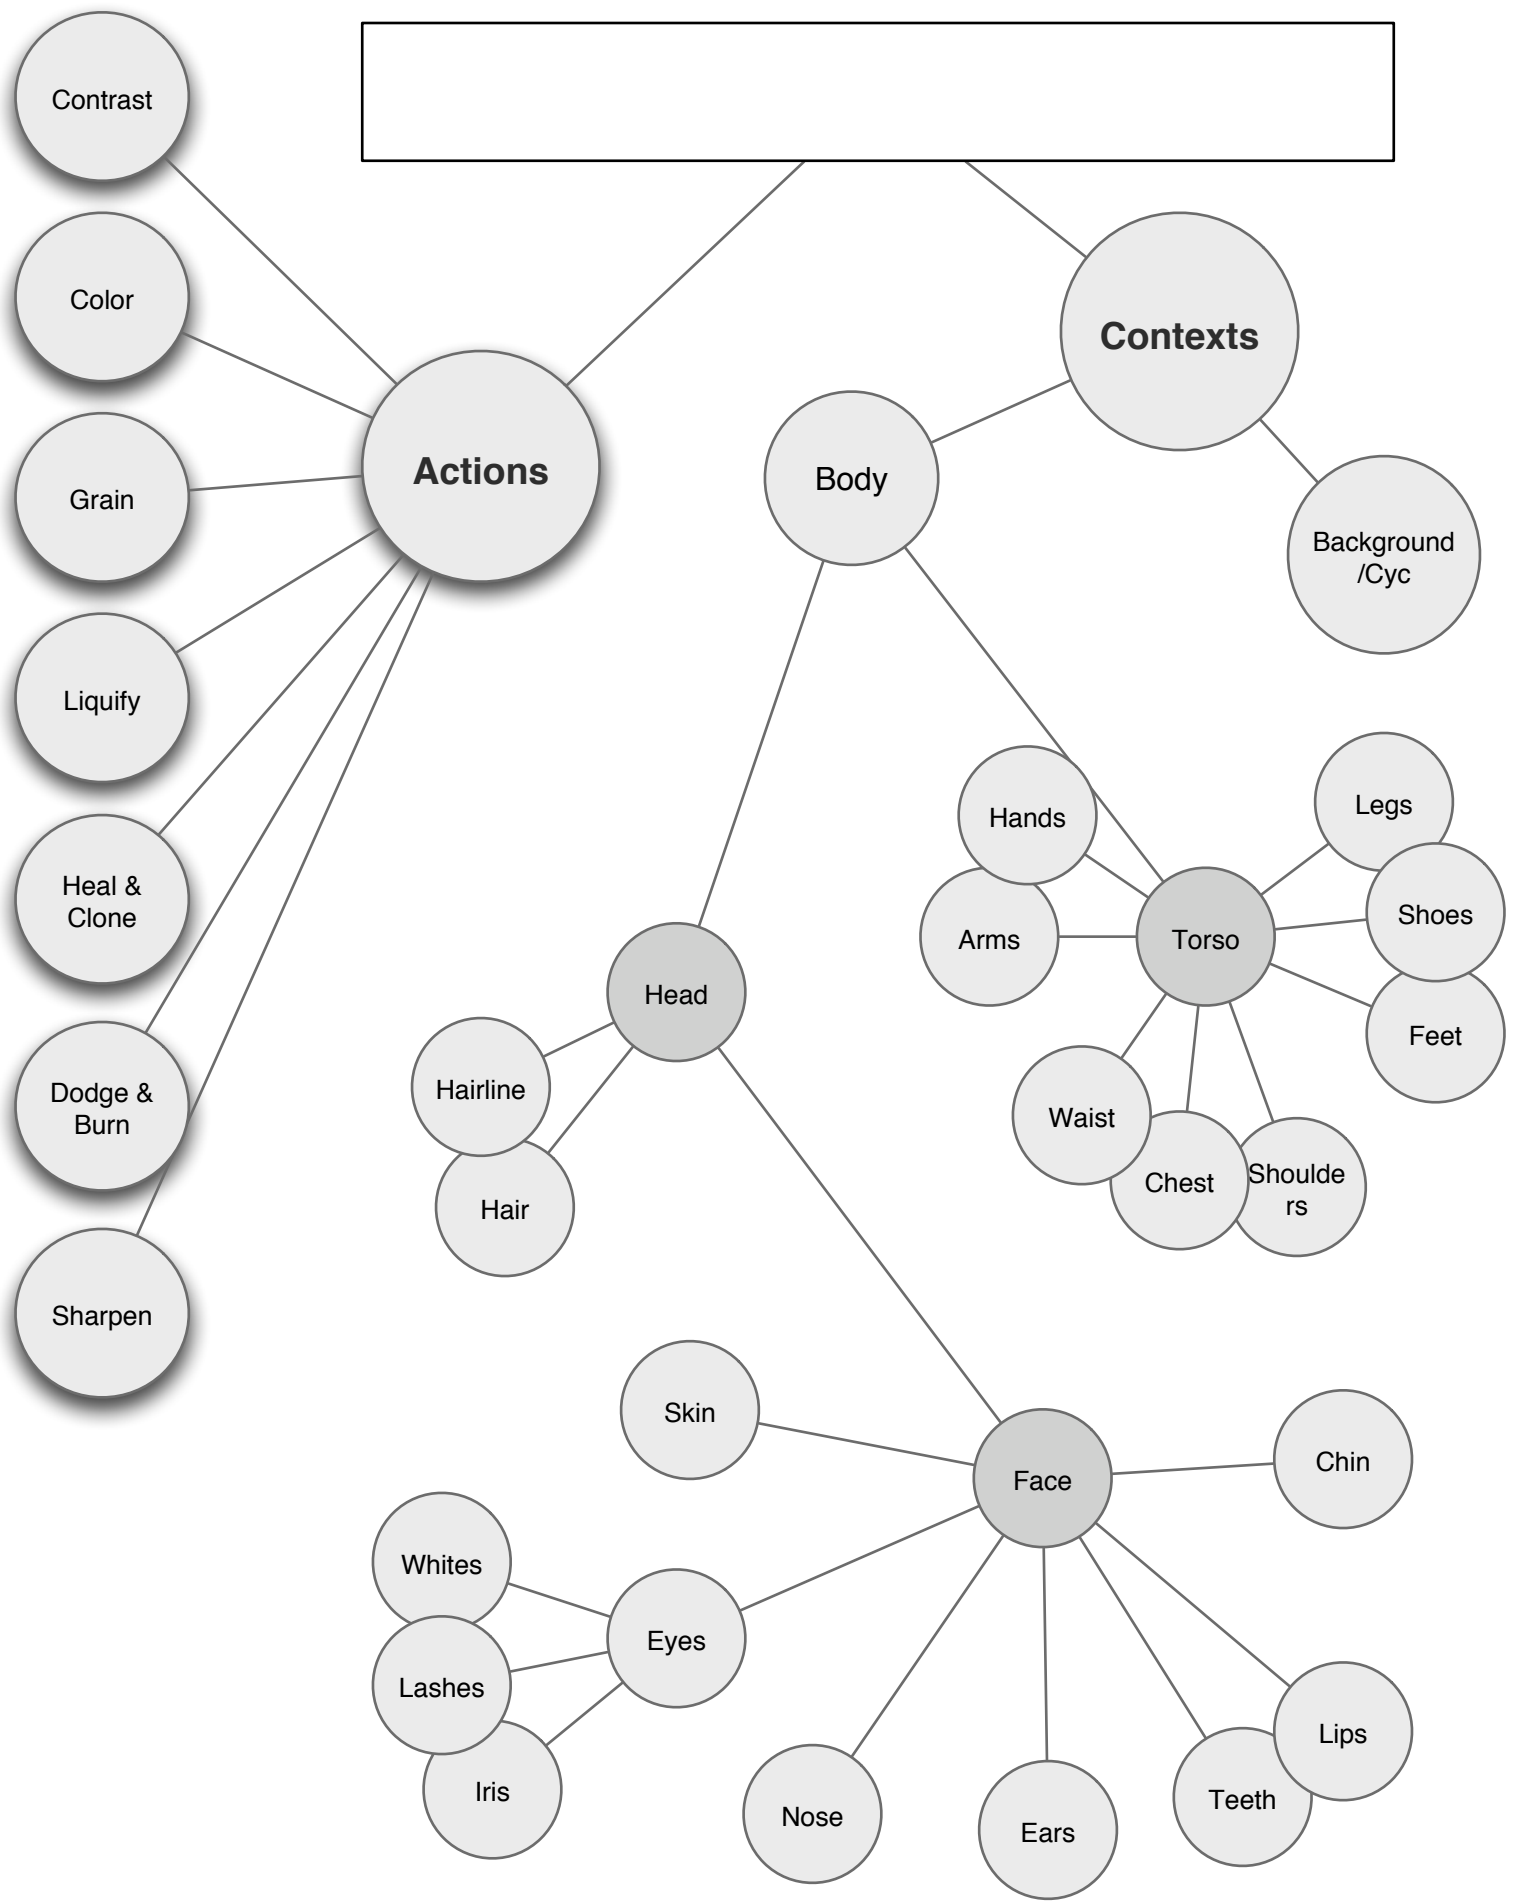 Contrast
Color
Grain
Liquify
Heal &
Clone
Dodge &
Burn
Sharpen
Actions
Contexts
Body
Background
/Cyc
Hands
Arms
Torso
Legs
Shoes
Feet
Waist
Chest
Shoulde
rs
Head
Hairline
Hair
Skin
Face
Chin
Whites
Lashes
Iris
Eyes
Nose
Ears
Teeth
Lips